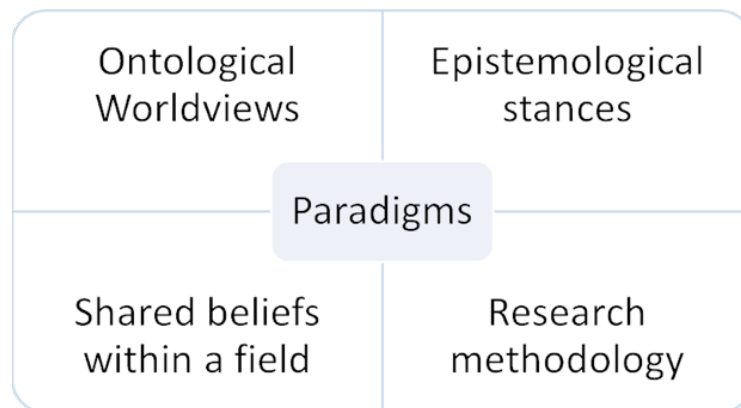 Ontological
Worldviews
Epistemological
stances
Paradigms
Shared beliefs
within a field
Research
methodology